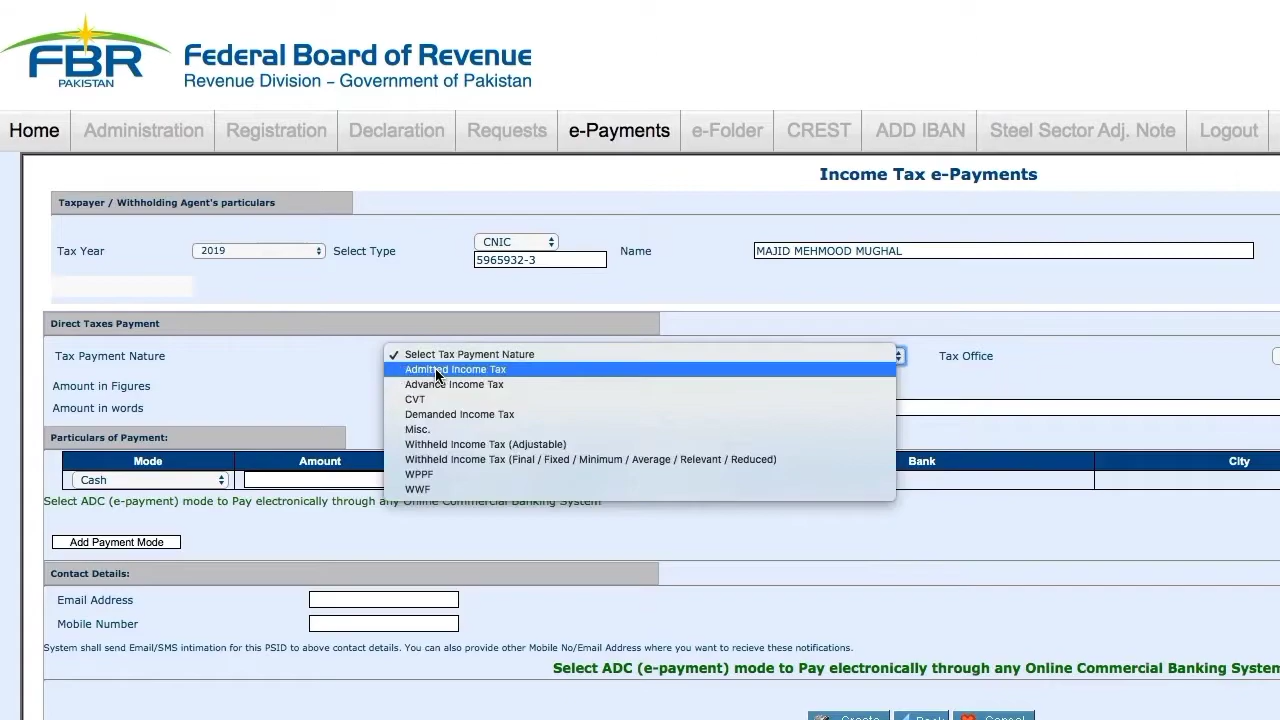 FBR
PAKISTAN
Federal Board of Revenue
Revenue Division – Government of Pakistan
Home Administration Registration Declaration Requests e-Payments e-Folder CREST ADD IBAN Steel Sector Adj. Note Logout
Income Tax e-Payments
Taxpayer / Withholding Agent's particulars
Tax Year 2019 Select Type CNIC Name MAJID MEHMOOD MUGHAL
5965932-3
Direct Taxes Payment
Tax Payment Nature Select Tax Payment Nature Tax Office
Admitted Income Tax
Advance Income Tax
Amount in Figures
CVT
Amount in words
Demanded Income Tax
Misc.
Particulars of Payment:
Withheld Income Tax (Adjustable)
Withheld Income Tax (Final / Fixed / Minimum / Average / Relevant / Reduced)
Mode Amount Bank City
WPPF
Cash
WWF
Select ADC (e-payment) mode to Pay electronically through any Online Commercial Banking System
Add Payment Mode
Contact Details:
Email Address
Mobile Number
System shall send Email/SMS intimation for this PSID to above contact details. You can also provide other Mobile No/Email Address where you want to recieve these notifications.
Select ADC (e-payment) mode to Pay electronically through any Online Commercial Banking System
Create Back Cancel